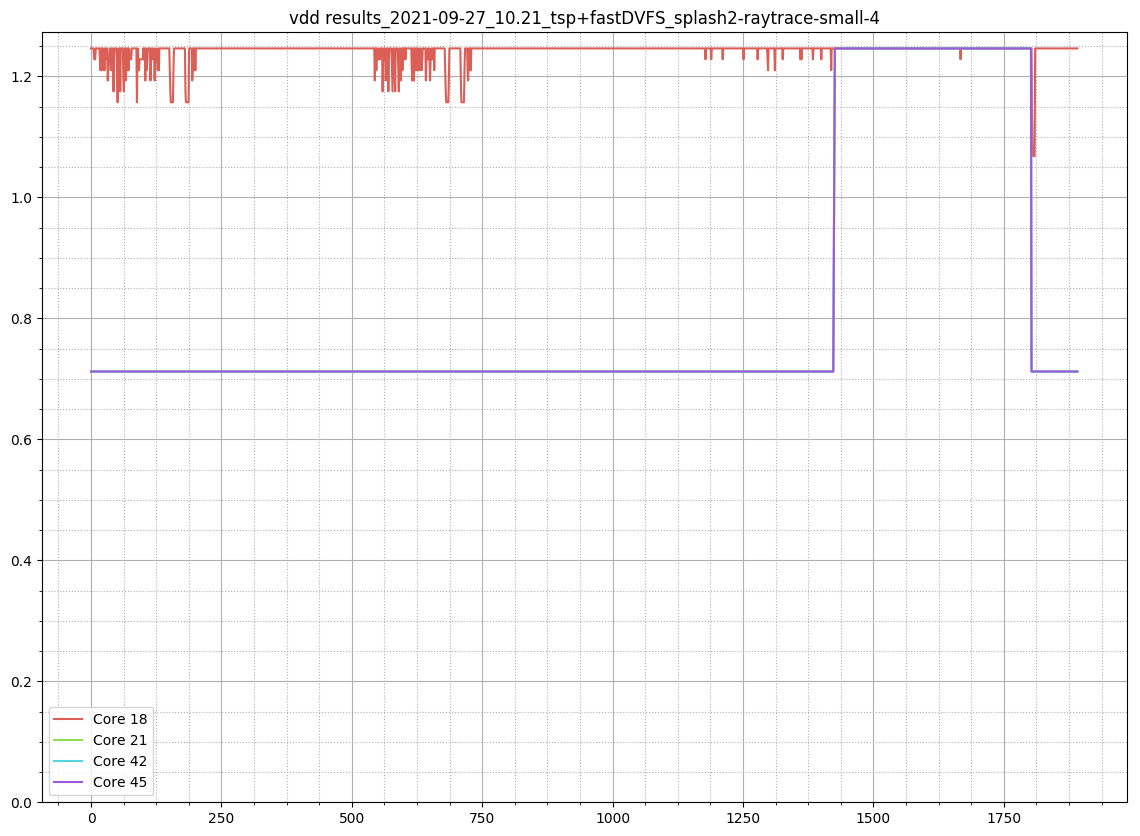 vdd results_2021-09-27_10.21_tsp+fastDVFS_splash2-raytrace-small-4
1.2
1.0
0.8
0.6
0.4
0.2
0.0
Core 18
Core 21
Core 42
Core 45
0 250 500 750 1000 1250 1500 1750